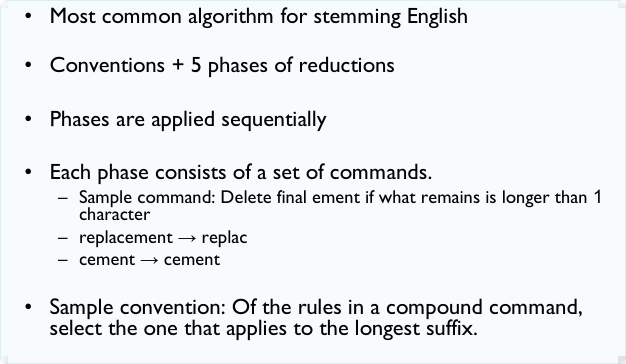 • Most common algorithm for stemming English
• Conventions + 5 phases of reductions
• Phases are applied sequentially
• Each phase consists of a set of commands.
– Sample command: Delete final ement if what remains is longer than 1
character
– replacement → replac
– cement → cement
• Sample convention: Of the rules in a compound command,
select the one that applies to the longest suffix.